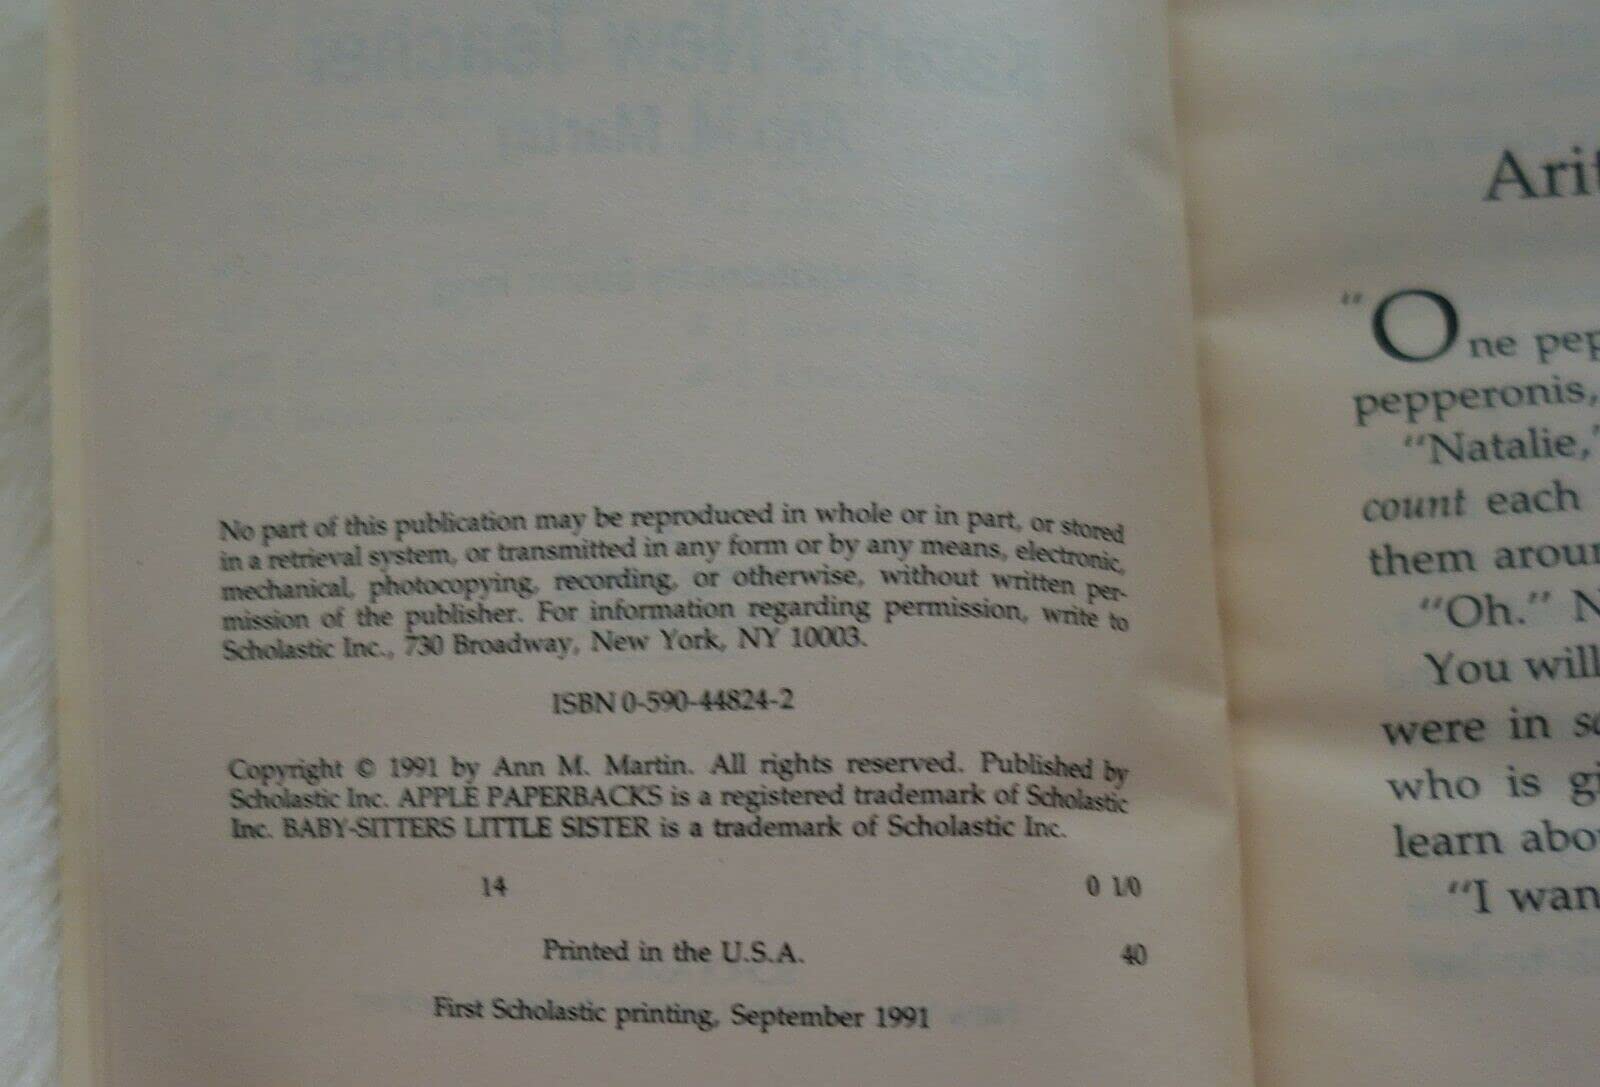 No part of this publication may be reproduced in whole or in part, or stored
in a retrieval system, or transmitted in any form or by any means, electronic,
mechanical, photocopying, recording, or otherwise, without written per-
mission of the publisher. For information regarding permission, write to
Scholastic Inc., 730 Broadway, New York, NY 10003.
ISBN 0-590-44824-2
Copyright © 1991 by Ann M. Martin. All rights reserved. Published by
Scholastic Inc. APPLE PAPERBACKS is a registered trademark of Scholastic
Inc. BABY-SITTERS LITTLE SISTER is a trademark of Scholastic Inc.
14 0 1/0
Printed in the U.S.A. 40
First Scholastic printing, September 1991
Arit
"One pep
pepperonis,
"Natalie,"
count each
them aroun
"Oh." N
You will
were in sc
who is gi
learn abou
"I wan